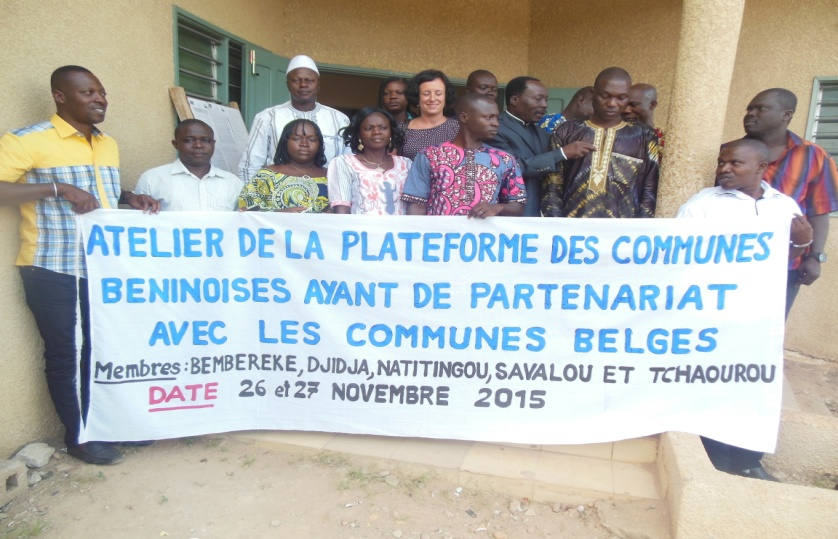 ATELIER DE LA PLATEFORME DES COMMUNES
BENINOISES AYANT DE PARTENARIAT
AVEC LES COMMUNES BELGES
Membres: BEMBEREKE, DJIDJA, NATITINGOU, SAVALOU ET TCHAOUROU
DATE 26 et 27 NOVEMBRE 2015